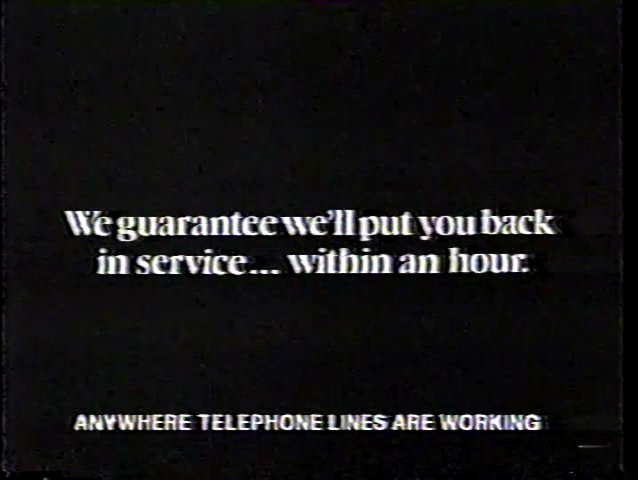 We guarantee we'll put you back
in service... within an hour.
ANYWHERE TELEPHONE LINES ARE WORKING